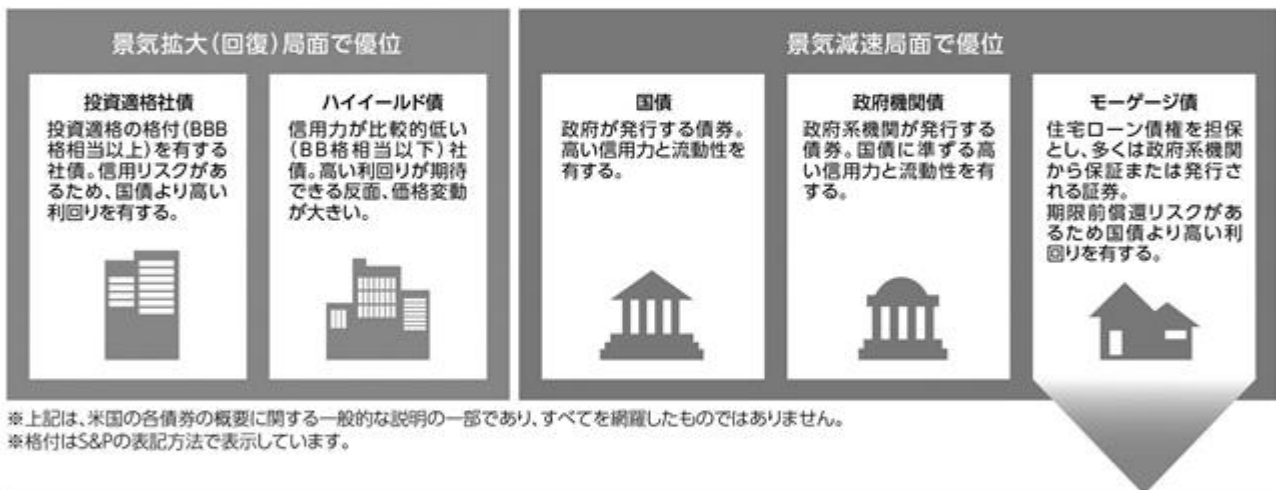 景気拡大(回復)局面で優位
投資適格社債
投資適格の格付(BBB
格相当以上)を有する
社債。信用リスクがあ
るため、国債より高い
利回りを有する。
ハイイールド債
信用力が比較的低い
(BB格相当以下)社
債。高い利回りが期待
できる反面、価格変動
が大きい。
景気減速局面で優位
国債
政府が発行する債券。
高い信用力と流動性を
有する。
政府機関債
政府系機関が発行する
債券。国債に準ずる高
い信用力と流動性を有
する。
モーゲージ債
住宅ローン債権を担保
とし、多くは政府系機関
から保証または発行さ
れる証券。
期限前償還リスクがあ
るため国債より高い利
回りを有する。
※上記は、米国の各債券の概要に関する一般的な説明の一部であり、すべてを網羅したものではありません。
※格付はS&Pの表記方法で表示しています。